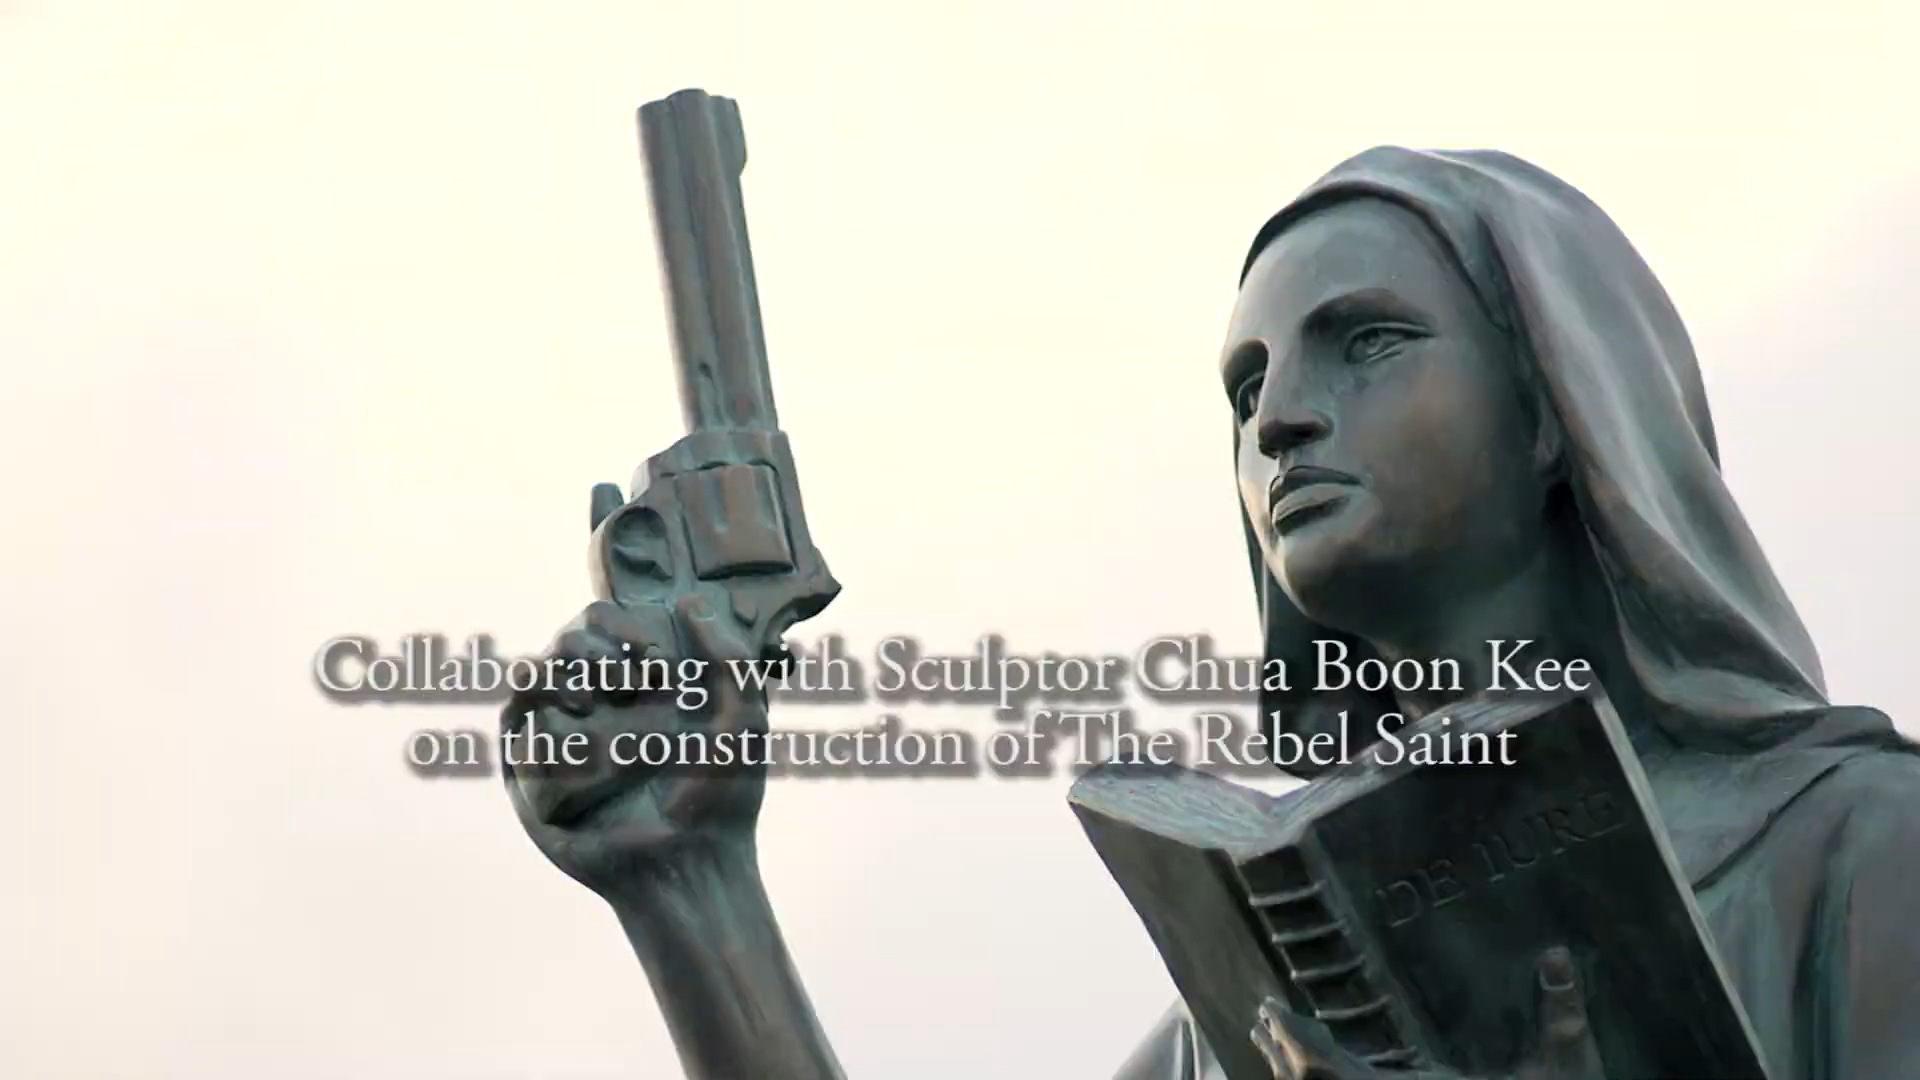 Collaborating with Sculptor Chua Boon Kee
on the construction of The Rebel Saint
DE IURE